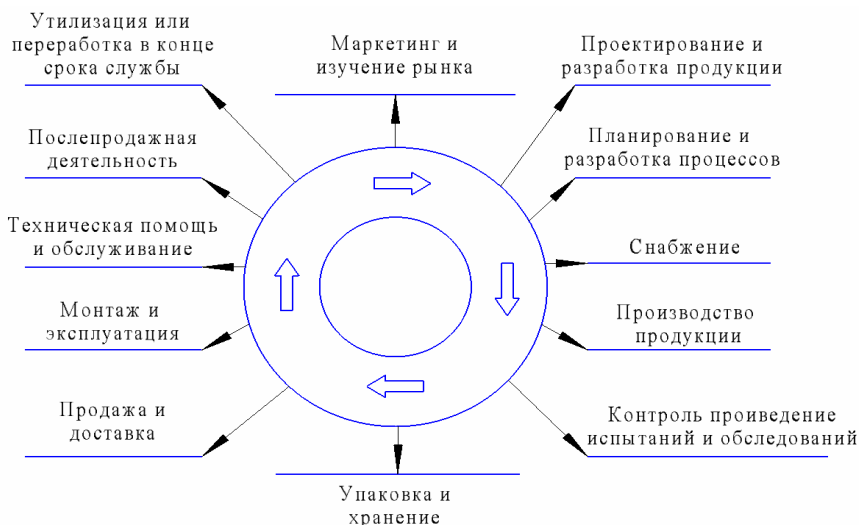 Утилизация или
переработка в конце
срока службы
Маркетинг и
изучение рынка
Проектирование и
разработка продукции
Послепродажная
деятельность
Планирование и
разработка процессов
Техническая помощь
и обслуживание
Снабжение
Монтаж и
эксплуатация
Производство
продукции
Продажа и
доставка
Контроль проиведение
испытаний и обследований
Упаковка и
хранение